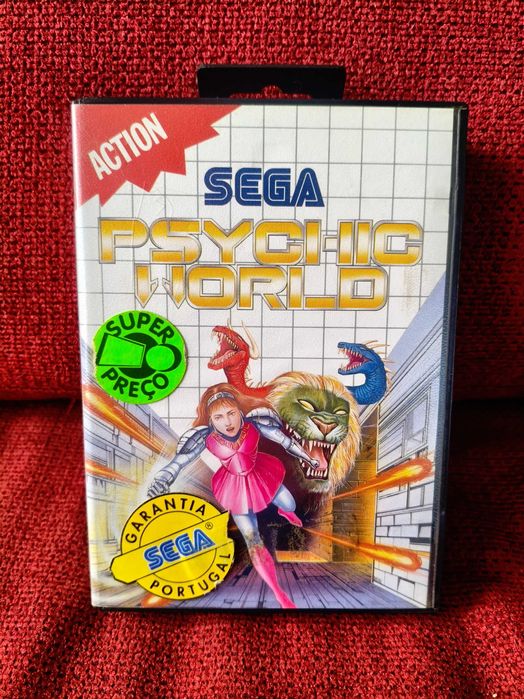 ACTION
SEGA
PSYCHIC
WORLD
SUPER
PREÇO
GARANTIA
SEGA®
PORTUGAL